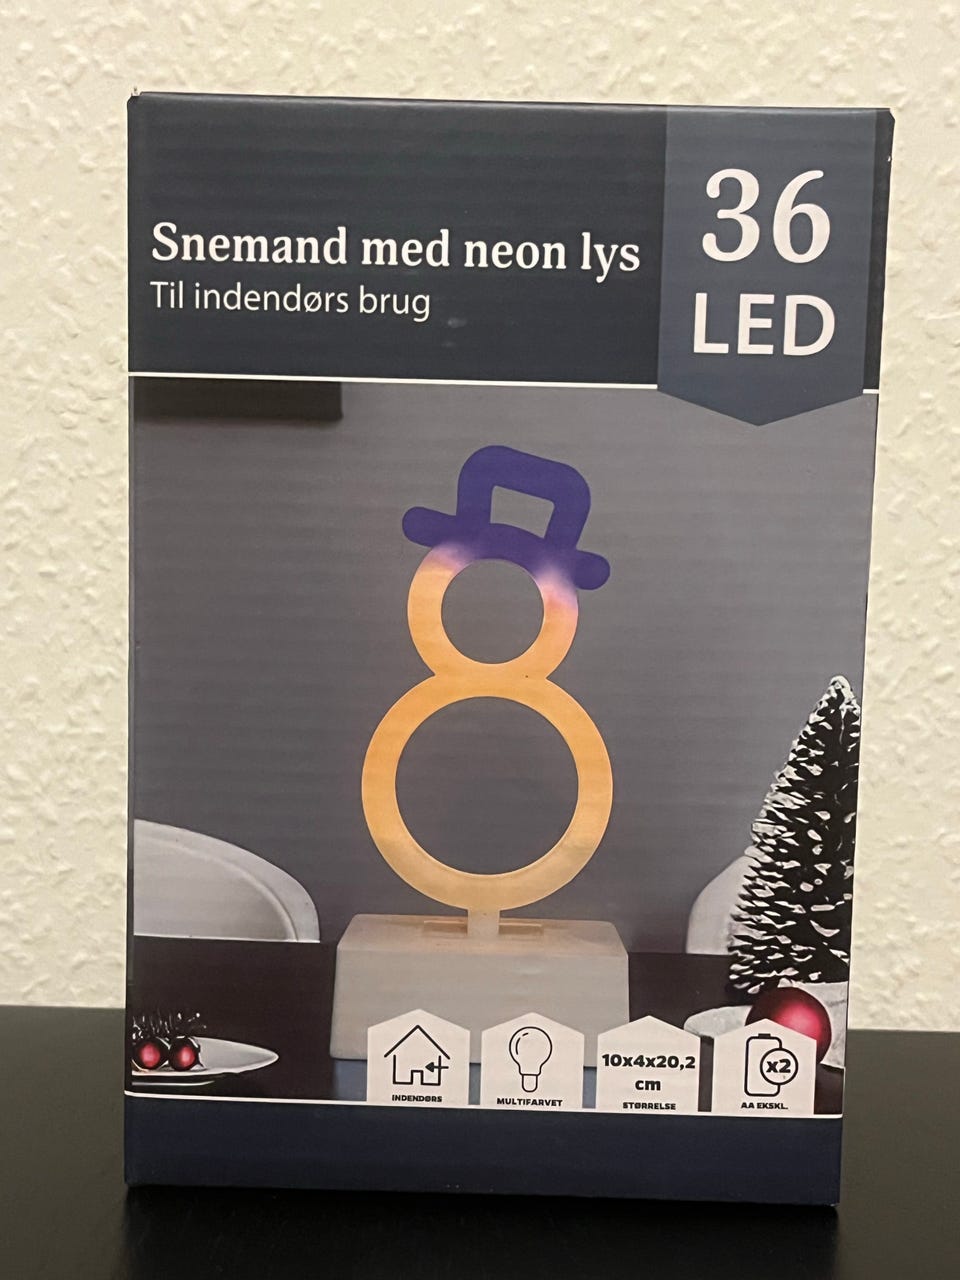 Snemand med neon lys
Til indendørs brug
36
LED
INDENDØRS
MULTIFARVET
10x4x20,2
cm
STØRRELSE
x2
AA EKSKL.